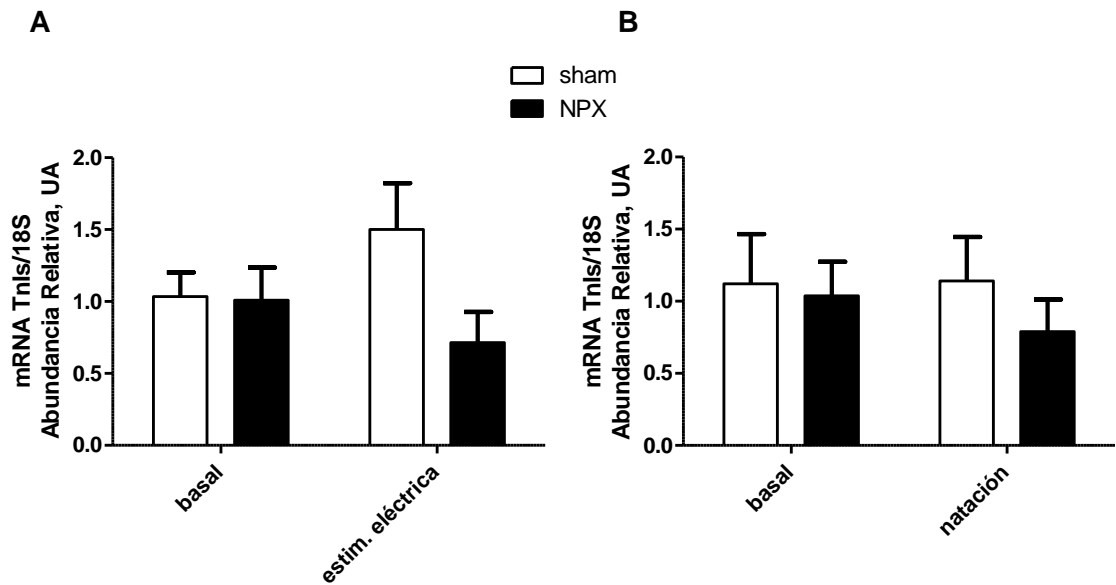 A
B
sham
NPX
mRNA TnIs/18S
Abundancia Relativa, UA
2.0
1.5
1.0
0.5
0.0
basal
estim. eléctrica
mRNA TnIs/18S
Abundancia Relativa, UA
2.0
1.5
1.0
0.5
0.0
basal
natación